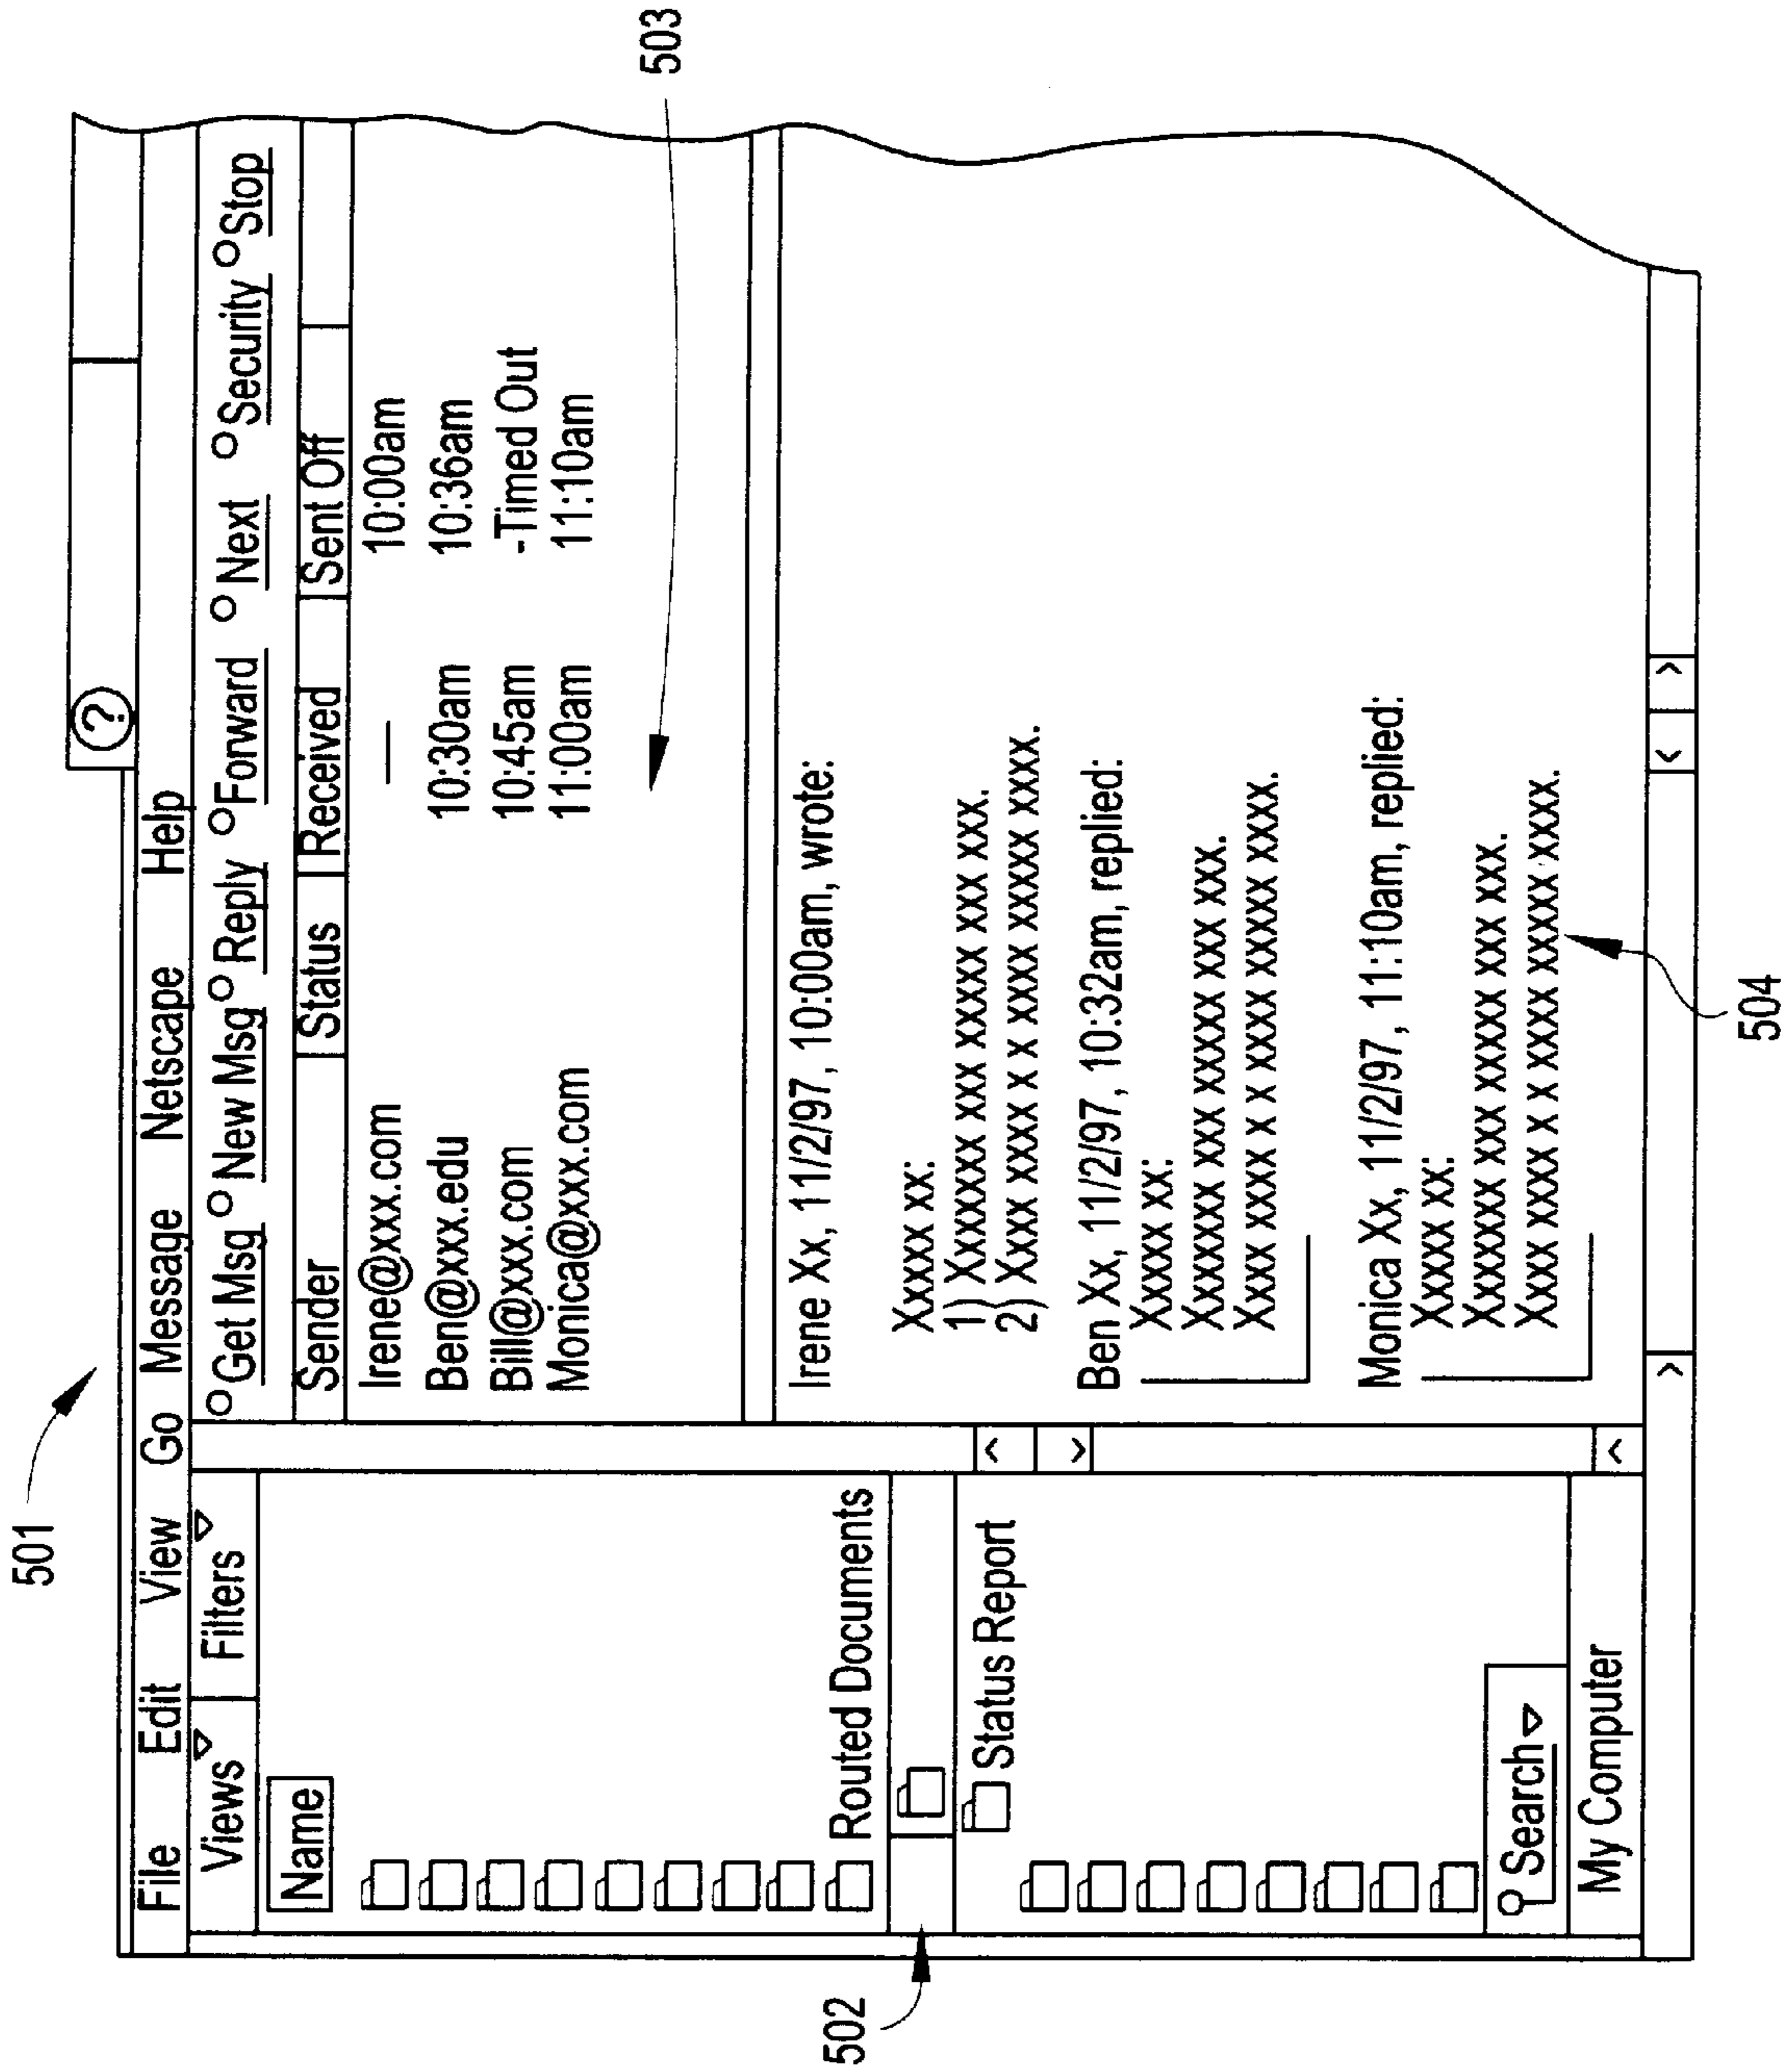 501
?
File Edit View Go Message Netscape Help
Views Filters
Get Msg New Msg Reply Forward Next Security Stop
Name
Sender Status Received Sent Off
Irene@xxx.com — 10:00am
Ben@xxx.edu 10:30am 10:36am
Bill@xxx.com 10:45am -Timed Out
Monica@xxx.com 11:00am 11:10am
503
Routed Documents
502
Status Report
Search
My Computer
Irene Xx, 11/2/97, 10:00am, wrote:
Xxxxx xx:
1) Xxxxxxx xxx xxxxxx xxx xxx.
2) Xxxx xxxx x xxxx xxxxx xxxx.
Ben Xx, 11/2/97, 10:32am, replied:
Xxxxx xx:
Xxxxxxx xxx xxxxxx xxx xxx.
Xxxx xxxx x xxxx xxxxx xxxx.
Monica Xx, 11/2/97, 11:10am, replied:
Xxxxx xx:
Xxxxxxx xxx xxxxxx xxx xxx.
Xxxx xxxx x xxxx xxxxx xxxx.
504